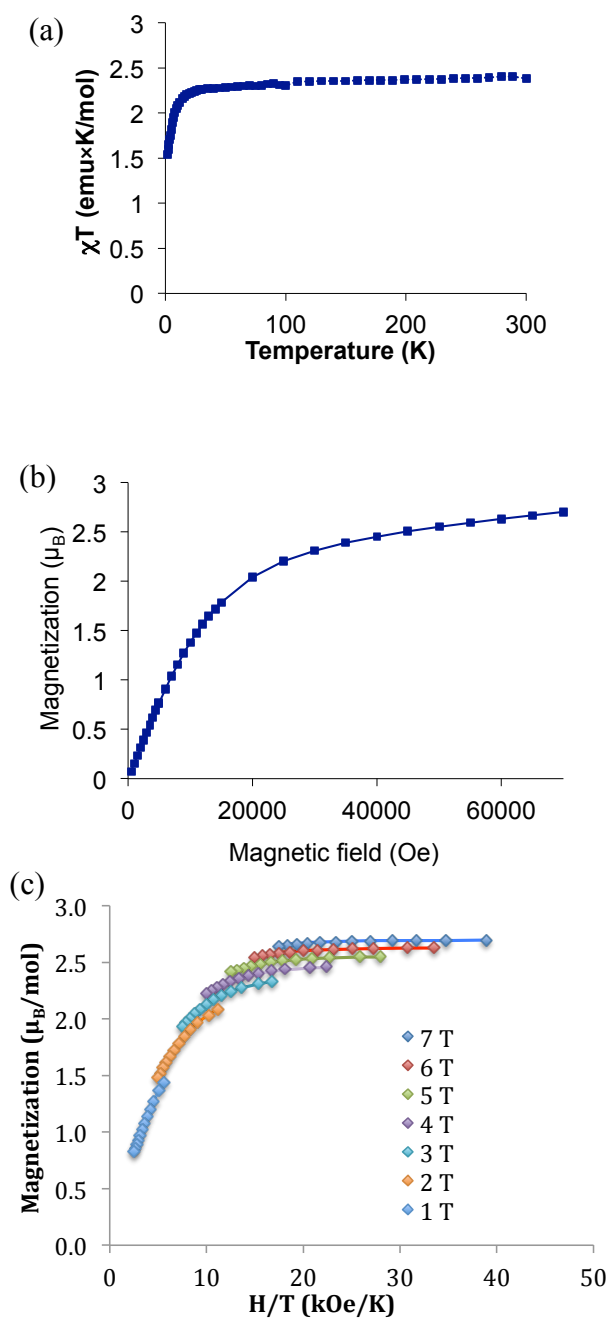 (a)
χT (emu×K/mol)
3
2.5
2
1.5
1
0.5
0
0 100 200 300
Temperature (K)
(b)
Magnetization (μB)
3
2.5
2
1.5
1
0.5
0
0 20000 40000 60000
Magnetic field (Oe)
(c)
Magnetization (μB/mol)
3.0
2.5
2.0
1.5
1.0
0.5
0.0
7 T
6 T
5 T
4 T
3 T
2 T
1 T
0 10 20 30 40 50
H/T (kOe/K)